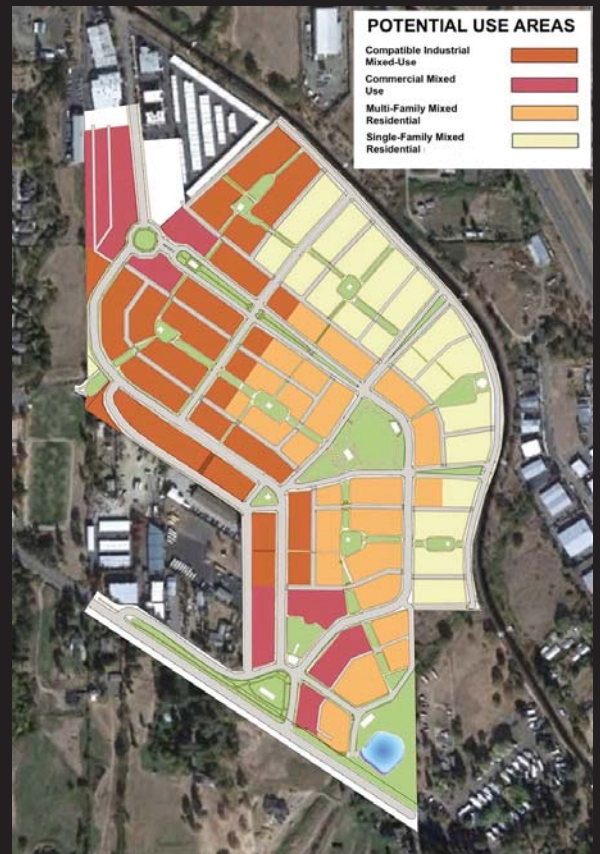 POTENTIAL USE AREAS
Compatible Industrial
Mixed-Use
Commercial Mixed
Use
Multi-Family Mixed
Residential
Single-Family Mixed
Residential